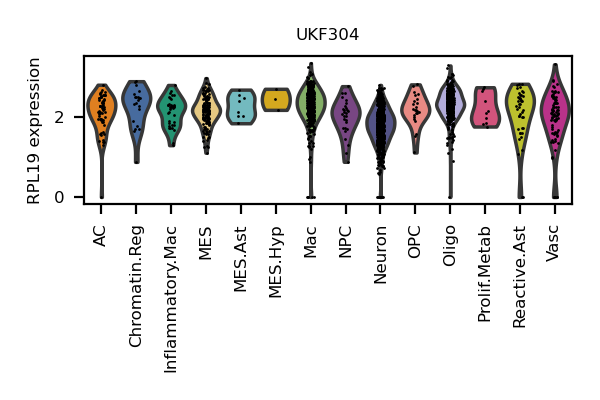 UKF304
RPL19 expression
2
0
AC
Chromatin.Reg
Inflammatory.Mac
MES
MES.Ast
MES.Hyp
Mac
NPC
Neuron
OPC
Oligo
Prolif.Metab
Reactive.Ast
Vasc